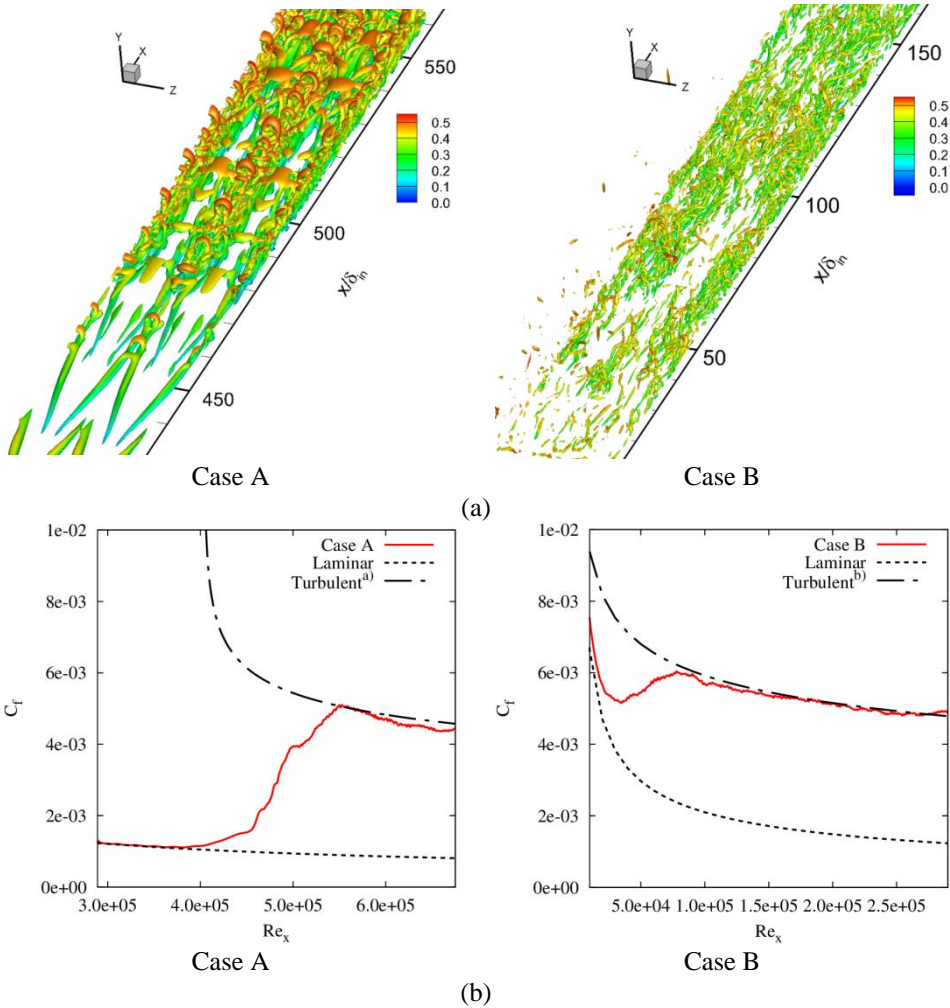 Y
X
Z
0.5
0.4
0.3
0.2
0.1
0.0
550
500
450
x/δin
Y
X
Z
0.5
0.4
0.3
0.2
0.1
0.0
150
100
50
x/δin
Case A
Case B
(a)
1e-02
8e-03
6e-03
4e-03
2e-03
0e+00
Cf
Case A
Laminar
Turbulent a)
3.0e+05 4.0e+05 5.0e+05 6.0e+05
Rex
1e-02
8e-03
6e-03
4e-03
2e-03
0e+00
Cf
Case B
Laminar
Turbulent b)
5.0e+04 1.0e+05 1.5e+05 2.0e+05 2.5e+05
Rex
Case A
Case B
(b)